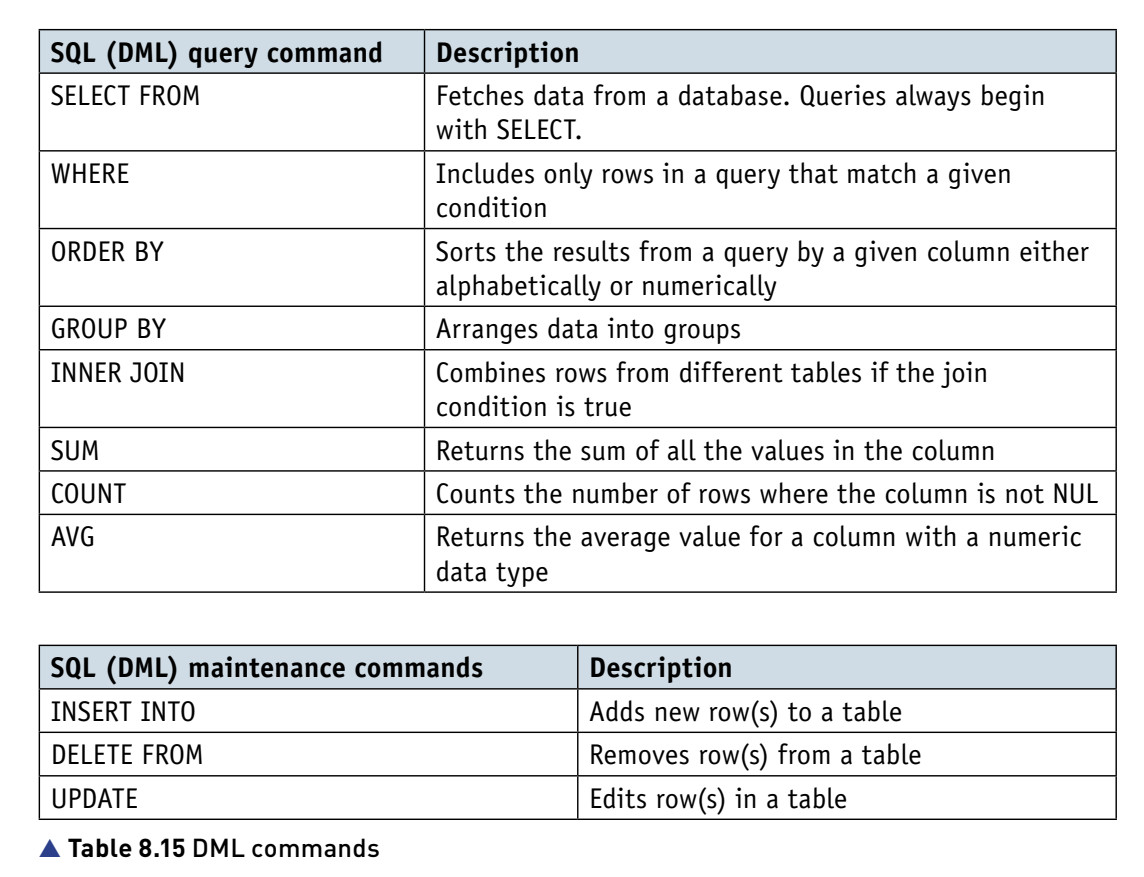 SQL (DML) query command Description
SELECT FROM Fetches data from a database. Queries always begin
with SELECT.
WHERE Includes only rows in a query that match a given
condition
ORDER BY Sorts the results from a query by a given column either
alphabetically or numerically
GROUP BY Arranges data into groups
INNER JOIN Combines rows from different tables if the join
condition is true
SUM Returns the sum of all the values in the column
COUNT Counts the number of rows where the column is not NUL
AVG Returns the average value for a column with a numeric
data type
SQL (DML) maintenance commands Description
INSERT INTO Adds new row(s) to a table
DELETE FROM Removes row(s) from a table
UPDATE Edits row(s) in a table
▲ Table 8.15 DML commands